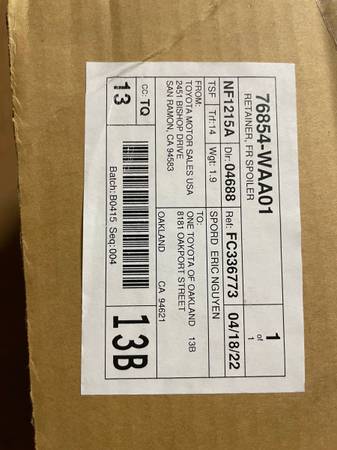 76854-WAA01
RETAINER, FR SPOILER
1
of
1
NF1215A Dlr: 04688 Ref: FC336773 04/18/22
TSF Trf:14 Wgt: 1.9 SPORD ERIC NGUYEN
FROM:
TOYOTA MOTOR SALES USA
2451 BISHOP DRIVE
SAN RAMON, CA 94583
TO:
ONE TOYOTA OF OAKLAND 13B
8181 OAKPORT STREET
OAKLAND CA 94621
CC: TQ
13
Batch: B0415 Seq: 004
13B